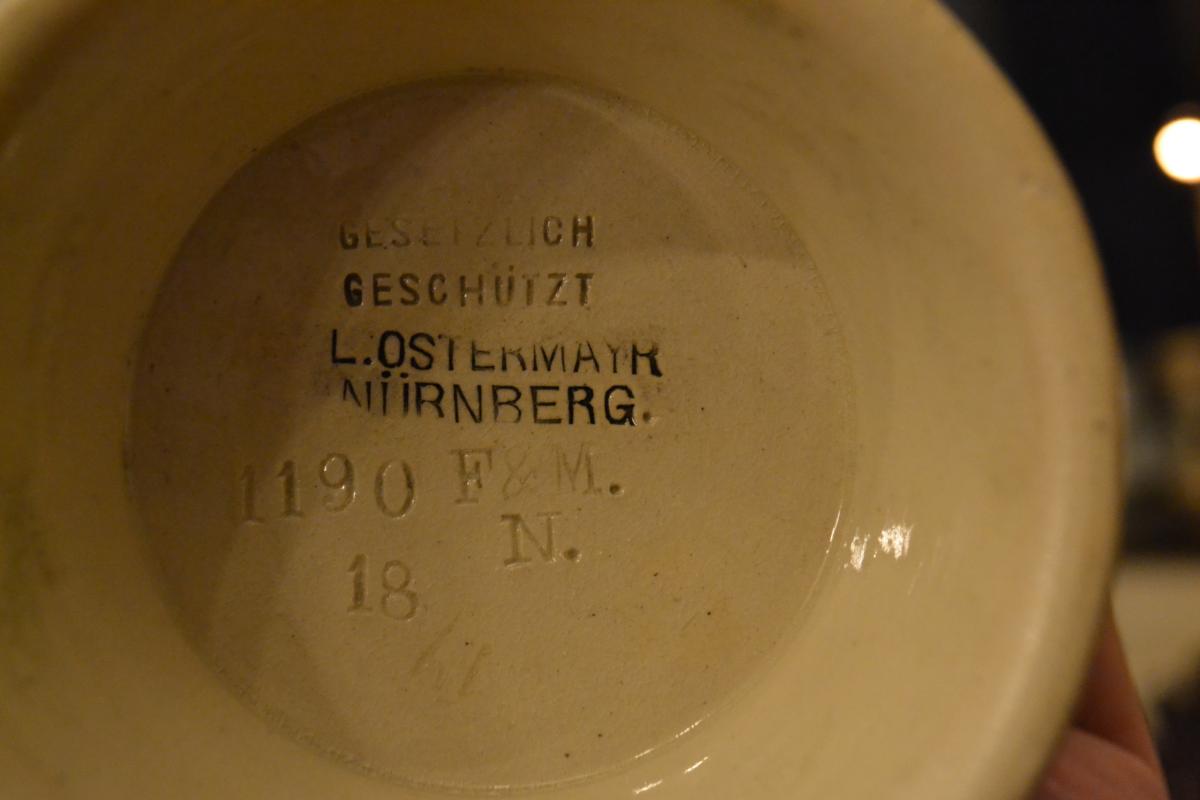 GESETZLICH
GESCHÜTZT
L. OSTERMAYR
NÜRNBERG.
1190 F & M.
N.
18